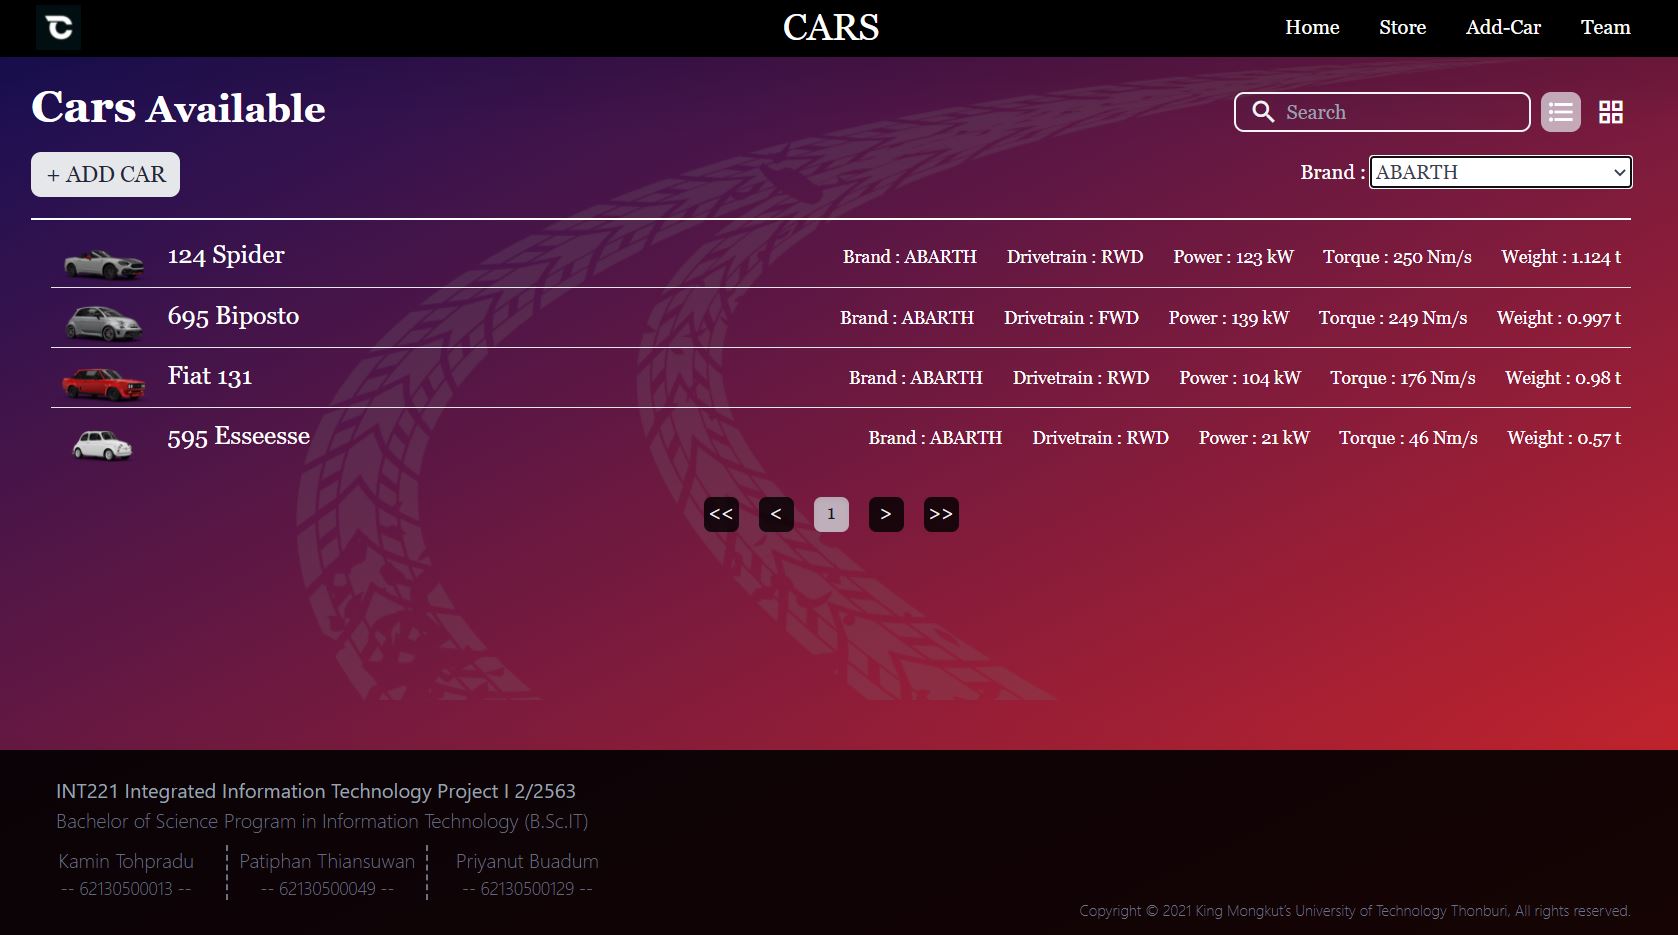 CARS
Home Store Add-Car Team
Cars Available
Search
+ ADD CAR
Brand : ABARTH
124 Spider Brand : ABARTH Drivetrain : RWD Power : 123 kW Torque : 250 Nm/s Weight : 1.124 t
695 Biposto Brand : ABARTH Drivetrain : FWD Power : 139 kW Torque : 249 Nm/s Weight : 0.997 t
Fiat 131 Brand : ABARTH Drivetrain : RWD Power : 104 kW Torque : 176 Nm/s Weight : 0.98 t
595 Esseesse Brand : ABARTH Drivetrain : RWD Power : 21 kW Torque : 46 Nm/s Weight : 0.57 t
<< < 1 > >>
INT221 Integrated Information Technology Project I 2/2563
Bachelor of Science Program in Information Technology (B.Sc.IT)
Kamin Tohpradu Patiphan Thiansuwan Priyanut Buadum
-- 62130500013 -- -- 62130500049 -- -- 62130500129 --
Copyright © 2021 King Mongkut's University of Technology Thonburi, All rights reserved.